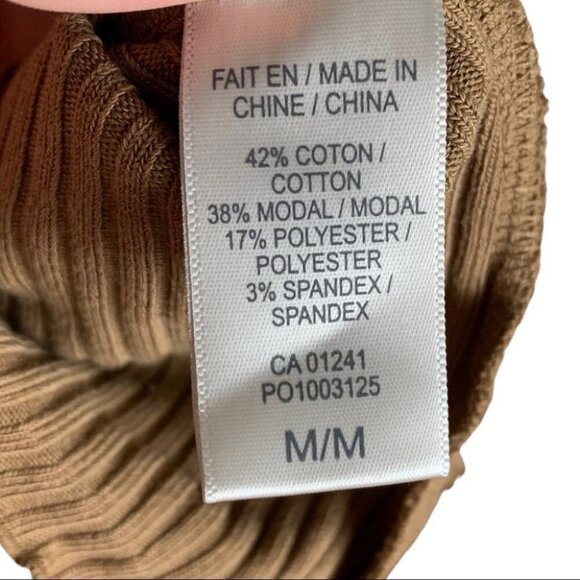 FAIT EN / MADE IN
CHINE / CHINA
42% COTON /
COTTON
38% MODAL / MODAL
17% POLYESTER /
POLYESTER
3% SPANDEX /
SPANDEX
CA 01241
PO1003125
M/M